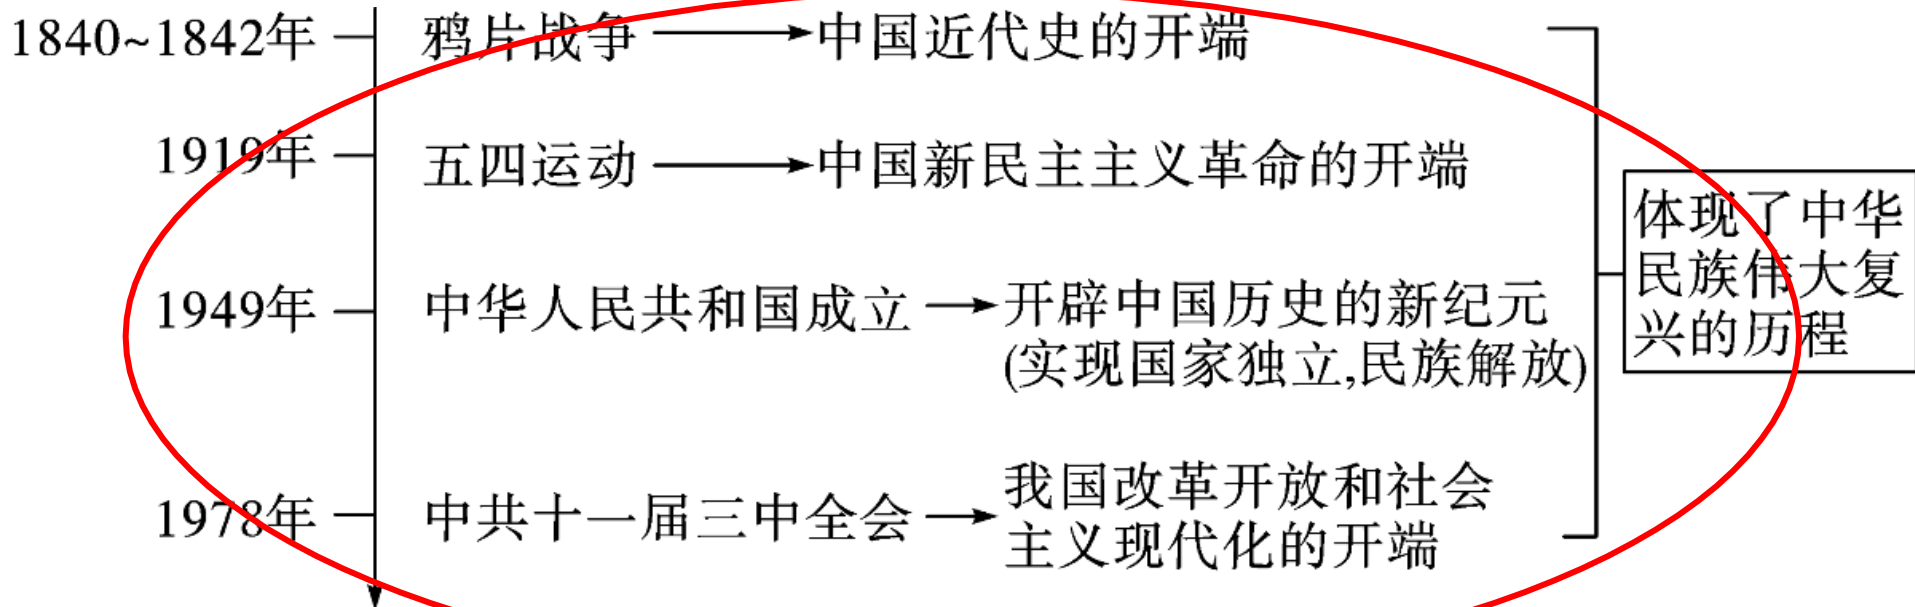 1840~1842年 鸦片战争 中国近代史的开端
1919年 五四运动 中国新民主主义革命的开端
1949年 中华人民共和国成立 开辟中国历史的新纪元
(实现国家独立,民族解放)
1978年 中共十一届三中全会 我国改革开放和社会
主义现代化的开端
体现了中华
民族伟大复
兴的历程